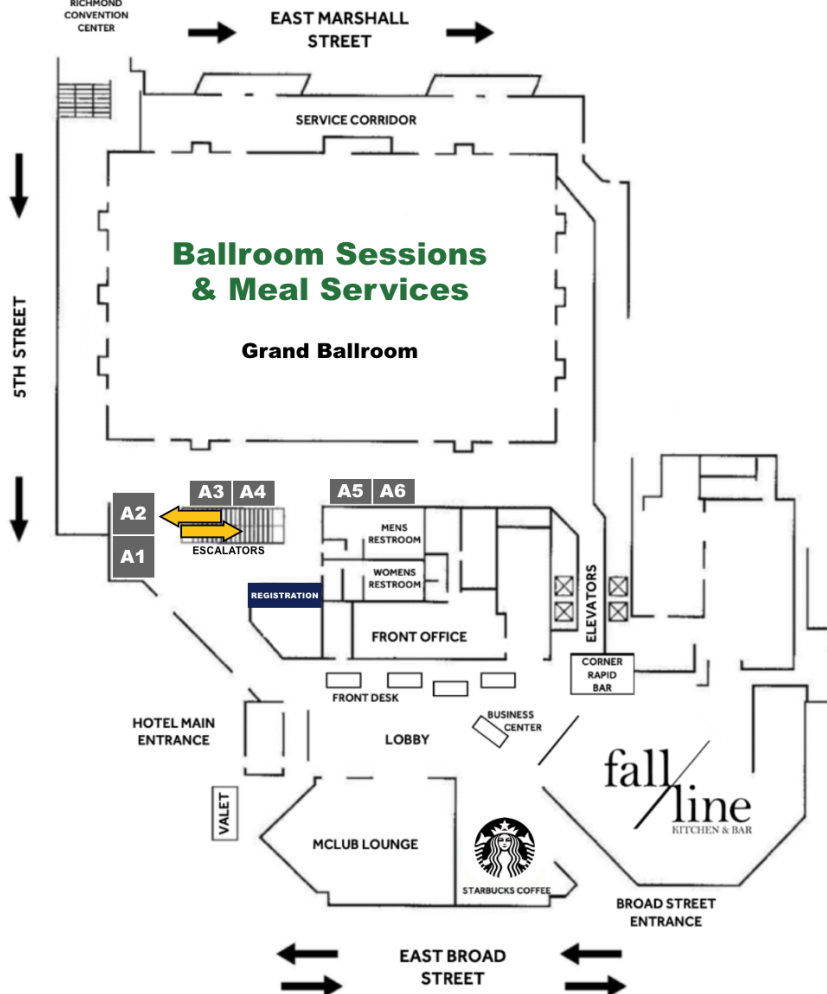 RICHMOND
CONVENTION
CENTER
EAST MARSHALL
STREET
SERVICE CORRIDOR
Ballroom Sessions
& Meal Services
Grand Ballroom
5TH STREET
A1
A2
A3
A4
A5
A6
ESCALATORS
MENS
RESTROOM
WOMENS
RESTROOM
REGISTRATION
FRONT OFFICE
ELEVATORS
CORNER
RAPID
BAR
FRONT DESK
BUSINESS
CENTER
LOBBY
HOTEL MAIN
ENTRANCE
VALET
MCLUB LOUNGE
STARBUCKS COFFEE
fall
line
KITCHEN & BAR
BROAD STREET
ENTRANCE
EAST BROAD
STREET